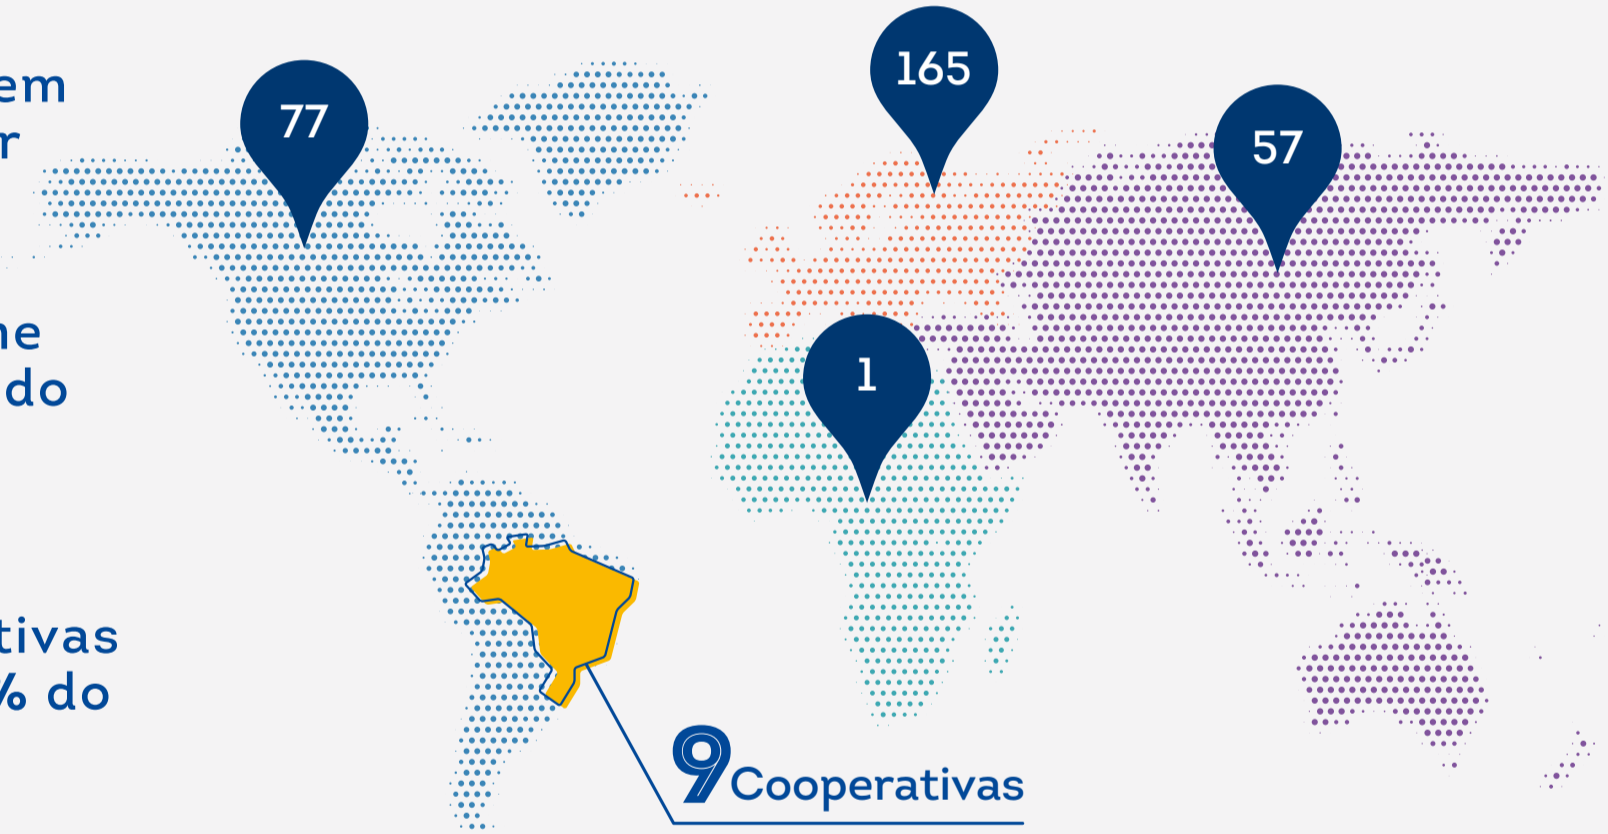 em
r
ne
do
tivas
% do
77
165
57
1
9 Cooperativas